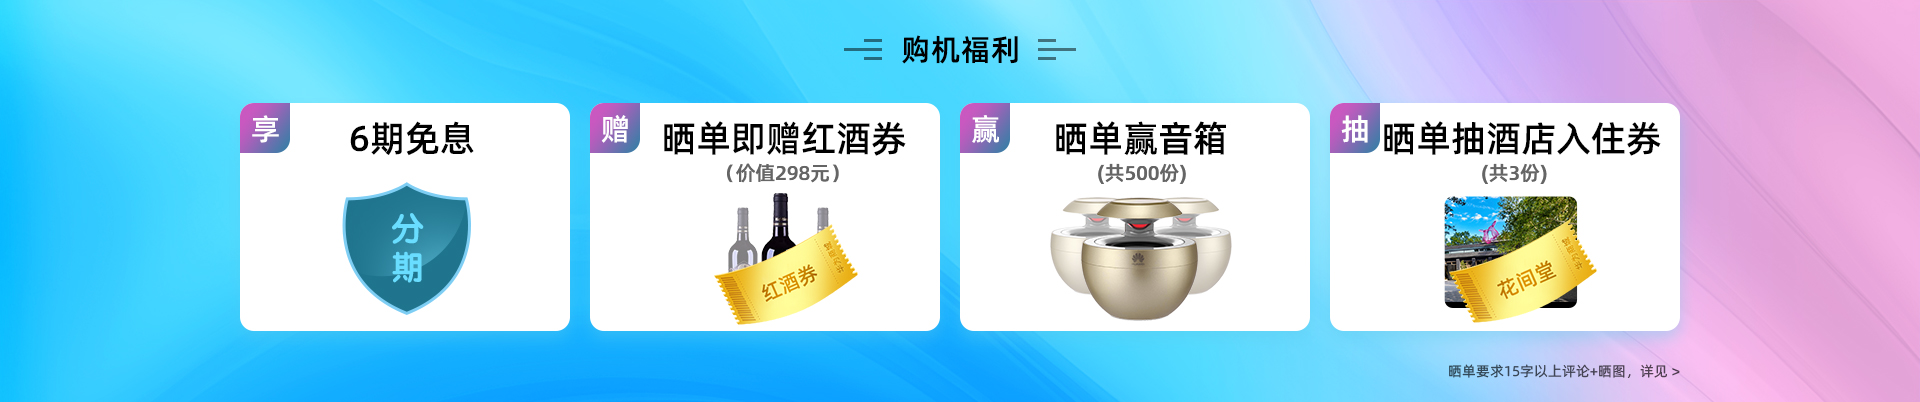 购机福利
享
6期免息
分
期
赠
晒单即赠红酒券
（价值298元）
红酒券
赢
晒单赢音箱
(共500份)
抽
晒单抽酒店入住券
(共3份)
花间堂
晒单要求15字以上评论+晒图，详见 >